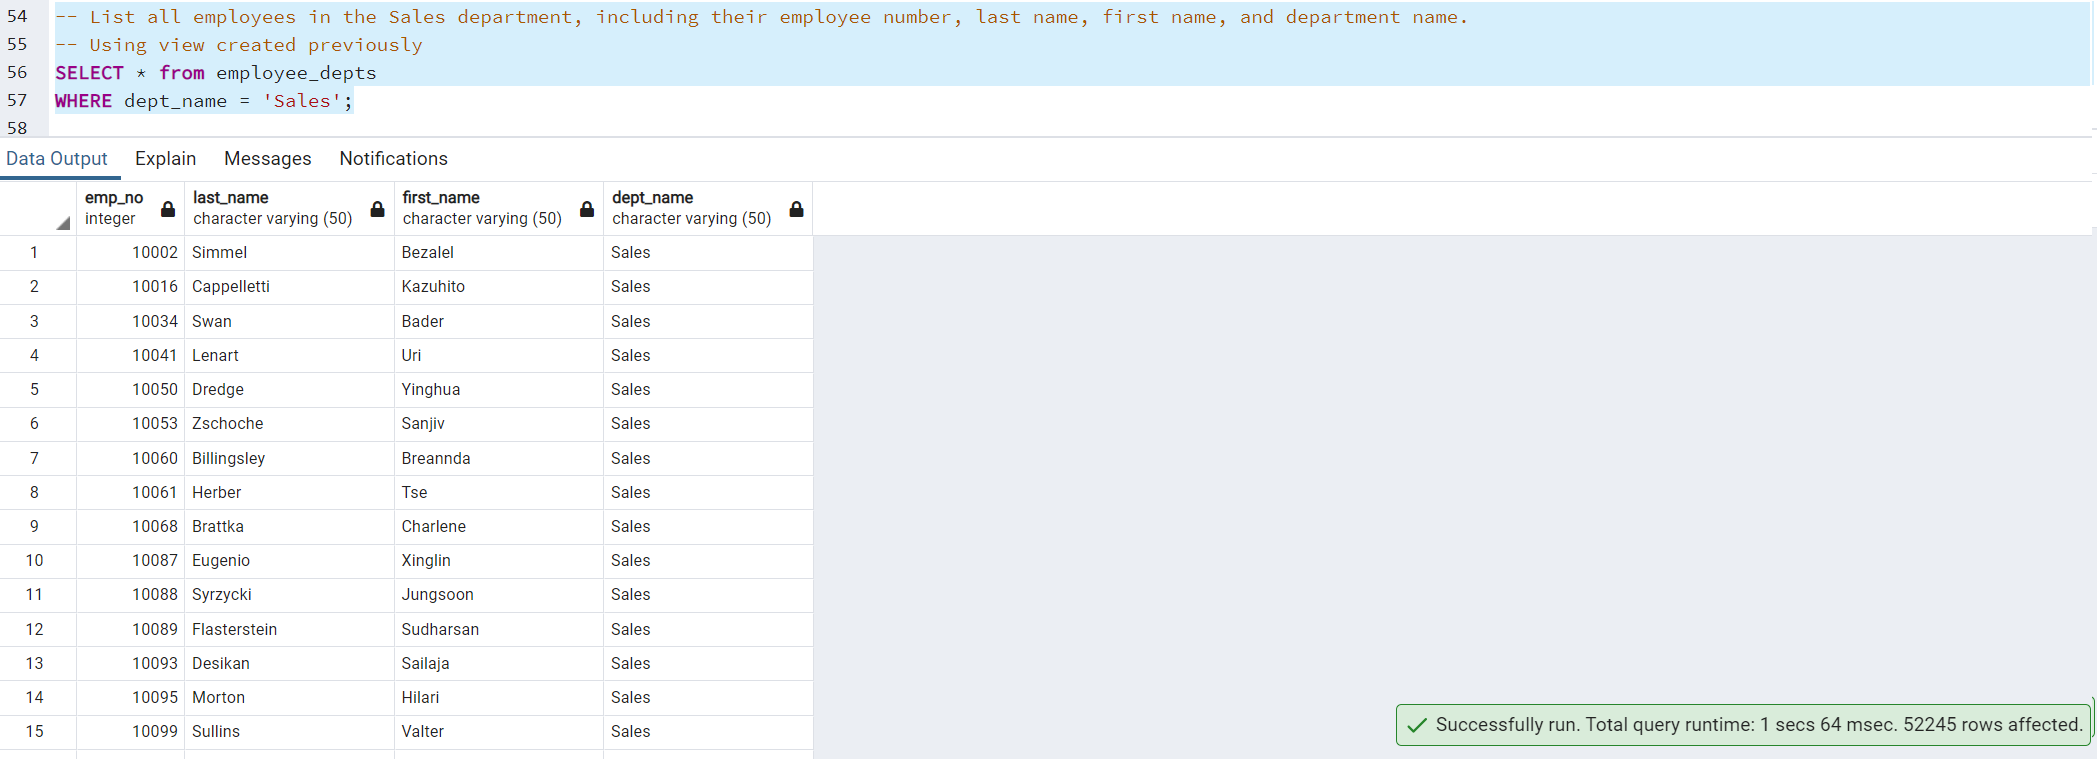 54 -- List all employees in the Sales department, including their employee number, last name, first name, and department name.
55 -- Using view created previously
56 SELECT * from employee_depts
57 WHERE dept_name = 'Sales';
58
Data Output Explain Messages Notifications
emp_no last_name first_name dept_name
integer character varying (50) character varying (50) character varying (50)
1 10002 Simmel Bezalel Sales
2 10016 Cappelletti Kazuhito Sales
3 10034 Swan Bader Sales
4 10041 Lenart Uri Sales
5 10050 Dredge Yinghua Sales
6 10053 Zschoche Sanjiv Sales
7 10060 Billingsley Breannda Sales
8 10061 Herber Tse Sales
9 10068 Brattka Charlene Sales
10 10087 Eugenio Xinglin Sales
11 10088 Syrzycki Jungsoon Sales
12 10089 Flasterstein Sudharsan Sales
13 10093 Desikan Sailaja Sales
14 10095 Morton Hilari Sales
15 10099 Sullins Valter Sales
Successfully run. Total query runtime: 1 secs 64 msec. 52245 rows affected.